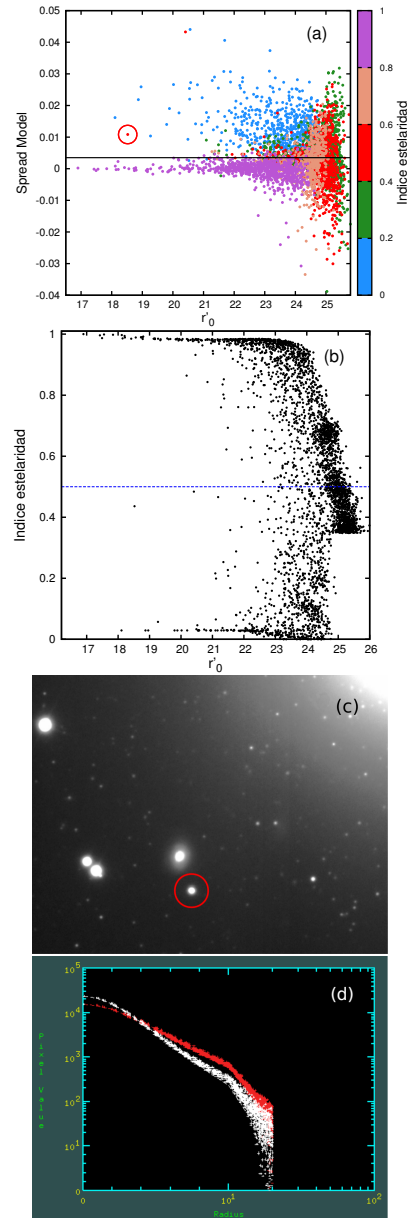 (a)
Spread Model
0.05
0.04
0.03
0.02
0.01
0
-0.01
-0.02
-0.03
-0.04
17 18 19 20 21 22 23 24 25
r'0
1
0.8
0.6
0.4
0.2
0
Indice estelaridad
(b)
Indice estelaridad
1
0.8
0.6
0.4
0.2
0
17 18 19 20 21 22 23 24 25 26
r'0
(c)
(d)
Pixel Value
10^5
10^4
10^3
10^2
10^1
1
0 10^1 10^2
Radius